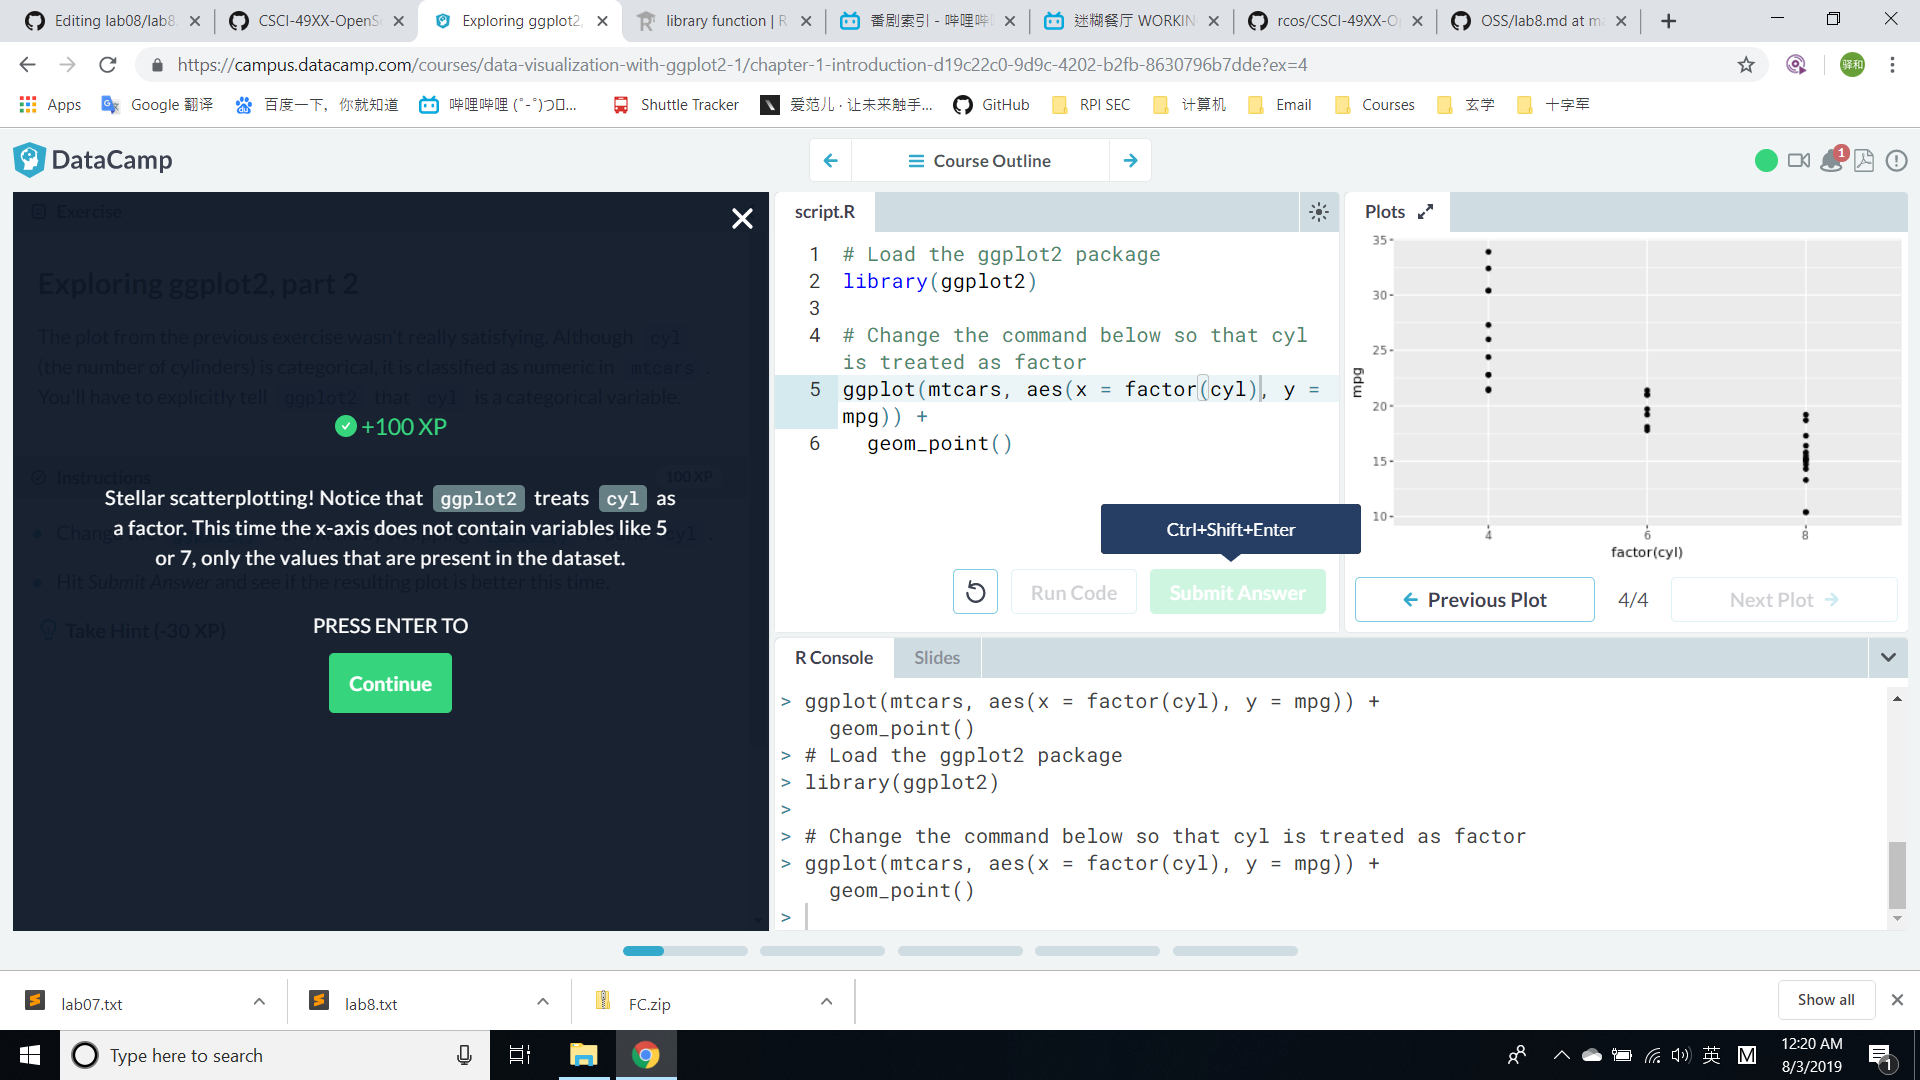 Editing lab08/lab8.
CSCI-49XX-OpenSo
Exploring ggplot2,
library function | R
番剧索引 - 哔哩哔哩
迷糊餐厅 WORKIN
rcos/CSCI-49XX-O
OSS/lab8.md at ma
https://campus.datacamp.com/courses/data-visualization-with-ggplot2-1/chapter-1-introduction-d19c22c0-9d9c-4202-b2fb-8630796b7dde?ex=4
驿和
Apps
Google 翻译
百度一下，你就知道
哔哩哔哩 (゜-゜)つロ...
Shuttle Tracker
爱范儿 · 让未来触手...
GitHub
RPI SEC
计算机
Email
Courses
玄学
十字军
DataCamp
Course Outline
1
Exercise
Exploring ggplot2, part 2
The plot from the previous exercise wasn't really satisfying. Although cyl
(the number of cylinders) is categorical, it is classified as numeric in mtcars .
You'll have to explicitly tell ggplot2 that cyl is a categorical variable.
+100 XP
Instructions
100 XP
Stellar scatterplotting! Notice that ggplot2 treats cyl as
a factor. This time the x-axis does not contain variables like 5
or 7, only the values that are present in the dataset.
Hit Submit Answer and see if the resulting plot is better this time.
Take Hint (-30 XP)
PRESS ENTER TO
Continue
script.R
1 # Load the ggplot2 package
2 library(ggplot2)
3
4 # Change the command below so that cyl
is treated as factor
5 ggplot(mtcars, aes(x = factor(cyl), y =
mpg)) +
6 geom_point()
Ctrl+Shift+Enter
Run Code
Submit Answer
Plots
35
30
25
20
15
10
mpg
4 6 8
factor(cyl)
Previous Plot
4/4
Next Plot
R Console
Slides
> ggplot(mtcars, aes(x = factor(cyl), y = mpg)) +
geom_point()
> # Load the ggplot2 package
> library(ggplot2)
>
> # Change the command below so that cyl is treated as factor
> ggplot(mtcars, aes(x = factor(cyl), y = mpg)) +
geom_point()
>
lab07.txt
lab8.txt
FC.zip
Show all
Type here to search
英
M
12:20 AM
8/3/2019
1